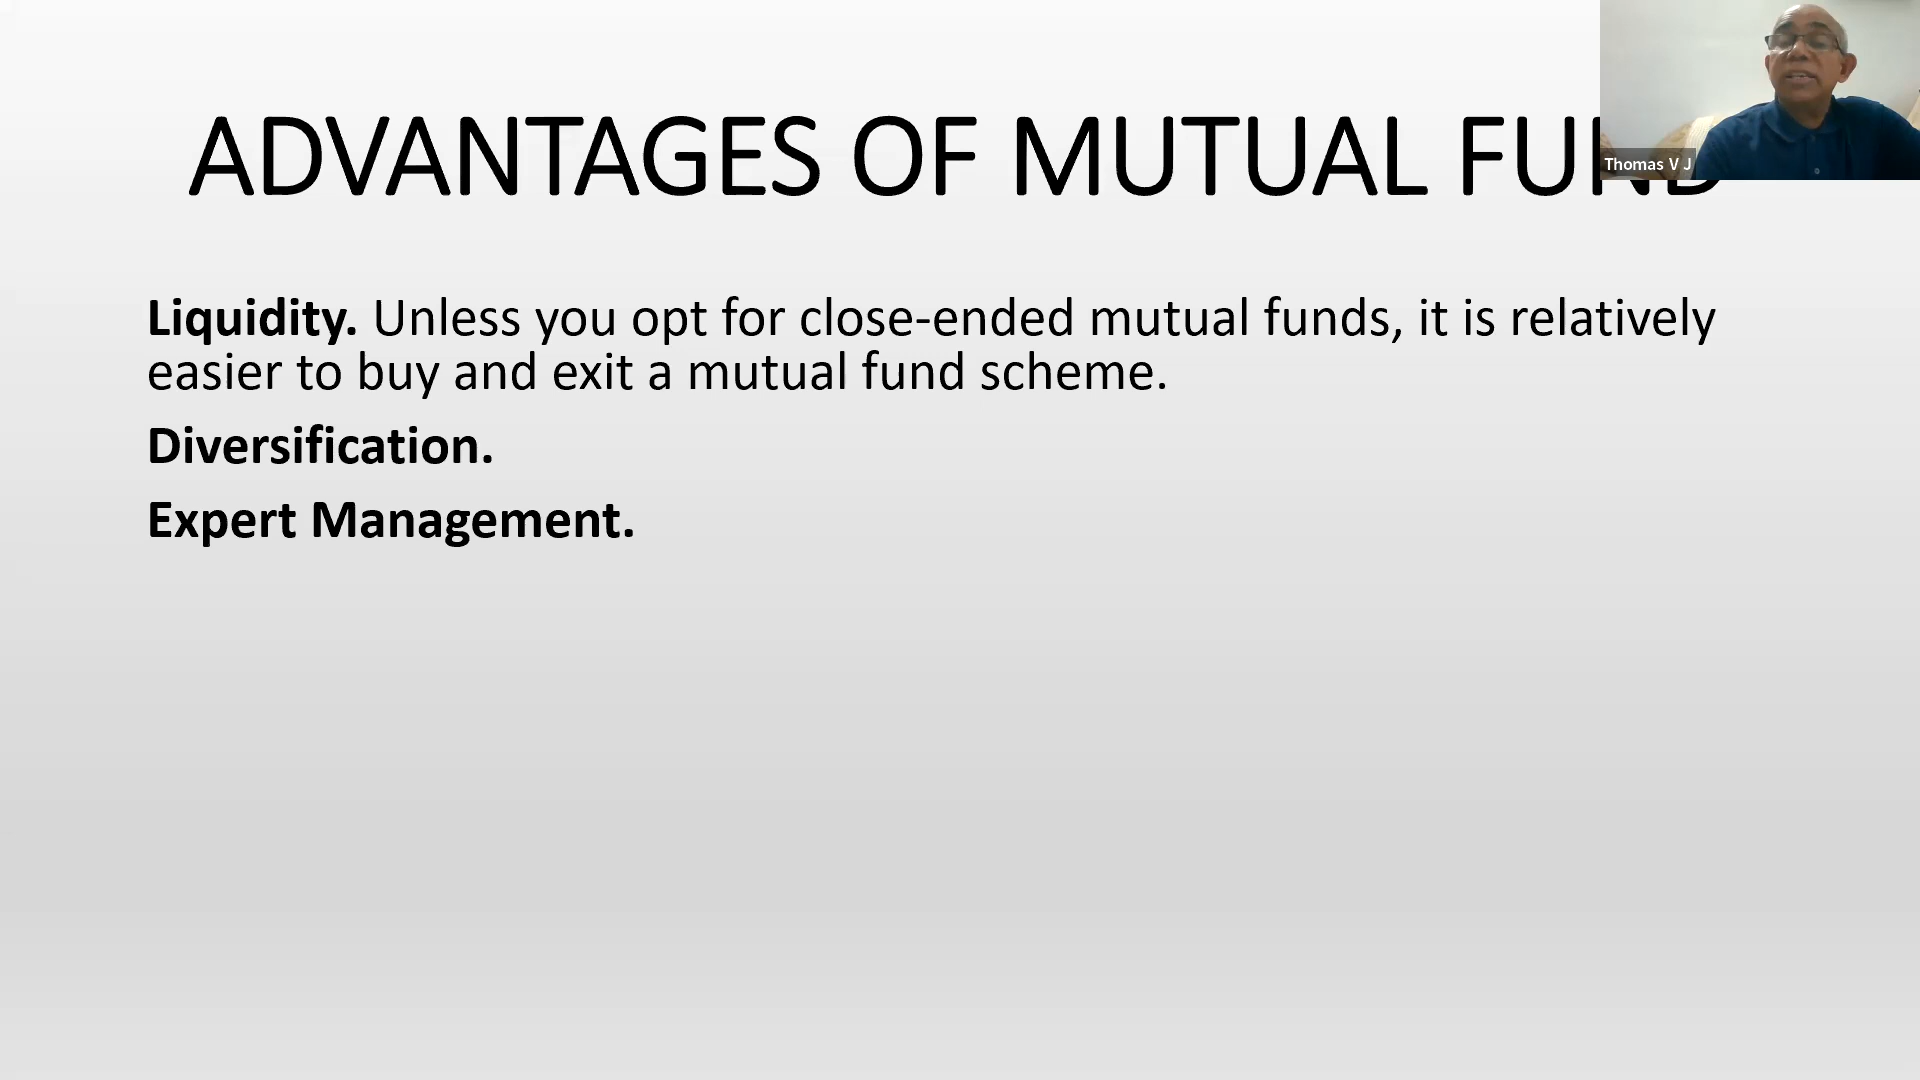 ADVANTAGES OF MUTUAL FUND
Thomas V J
Liquidity. Unless you opt for close-ended mutual funds, it is relatively
easier to buy and exit a mutual fund scheme.
Diversification.
Expert Management.